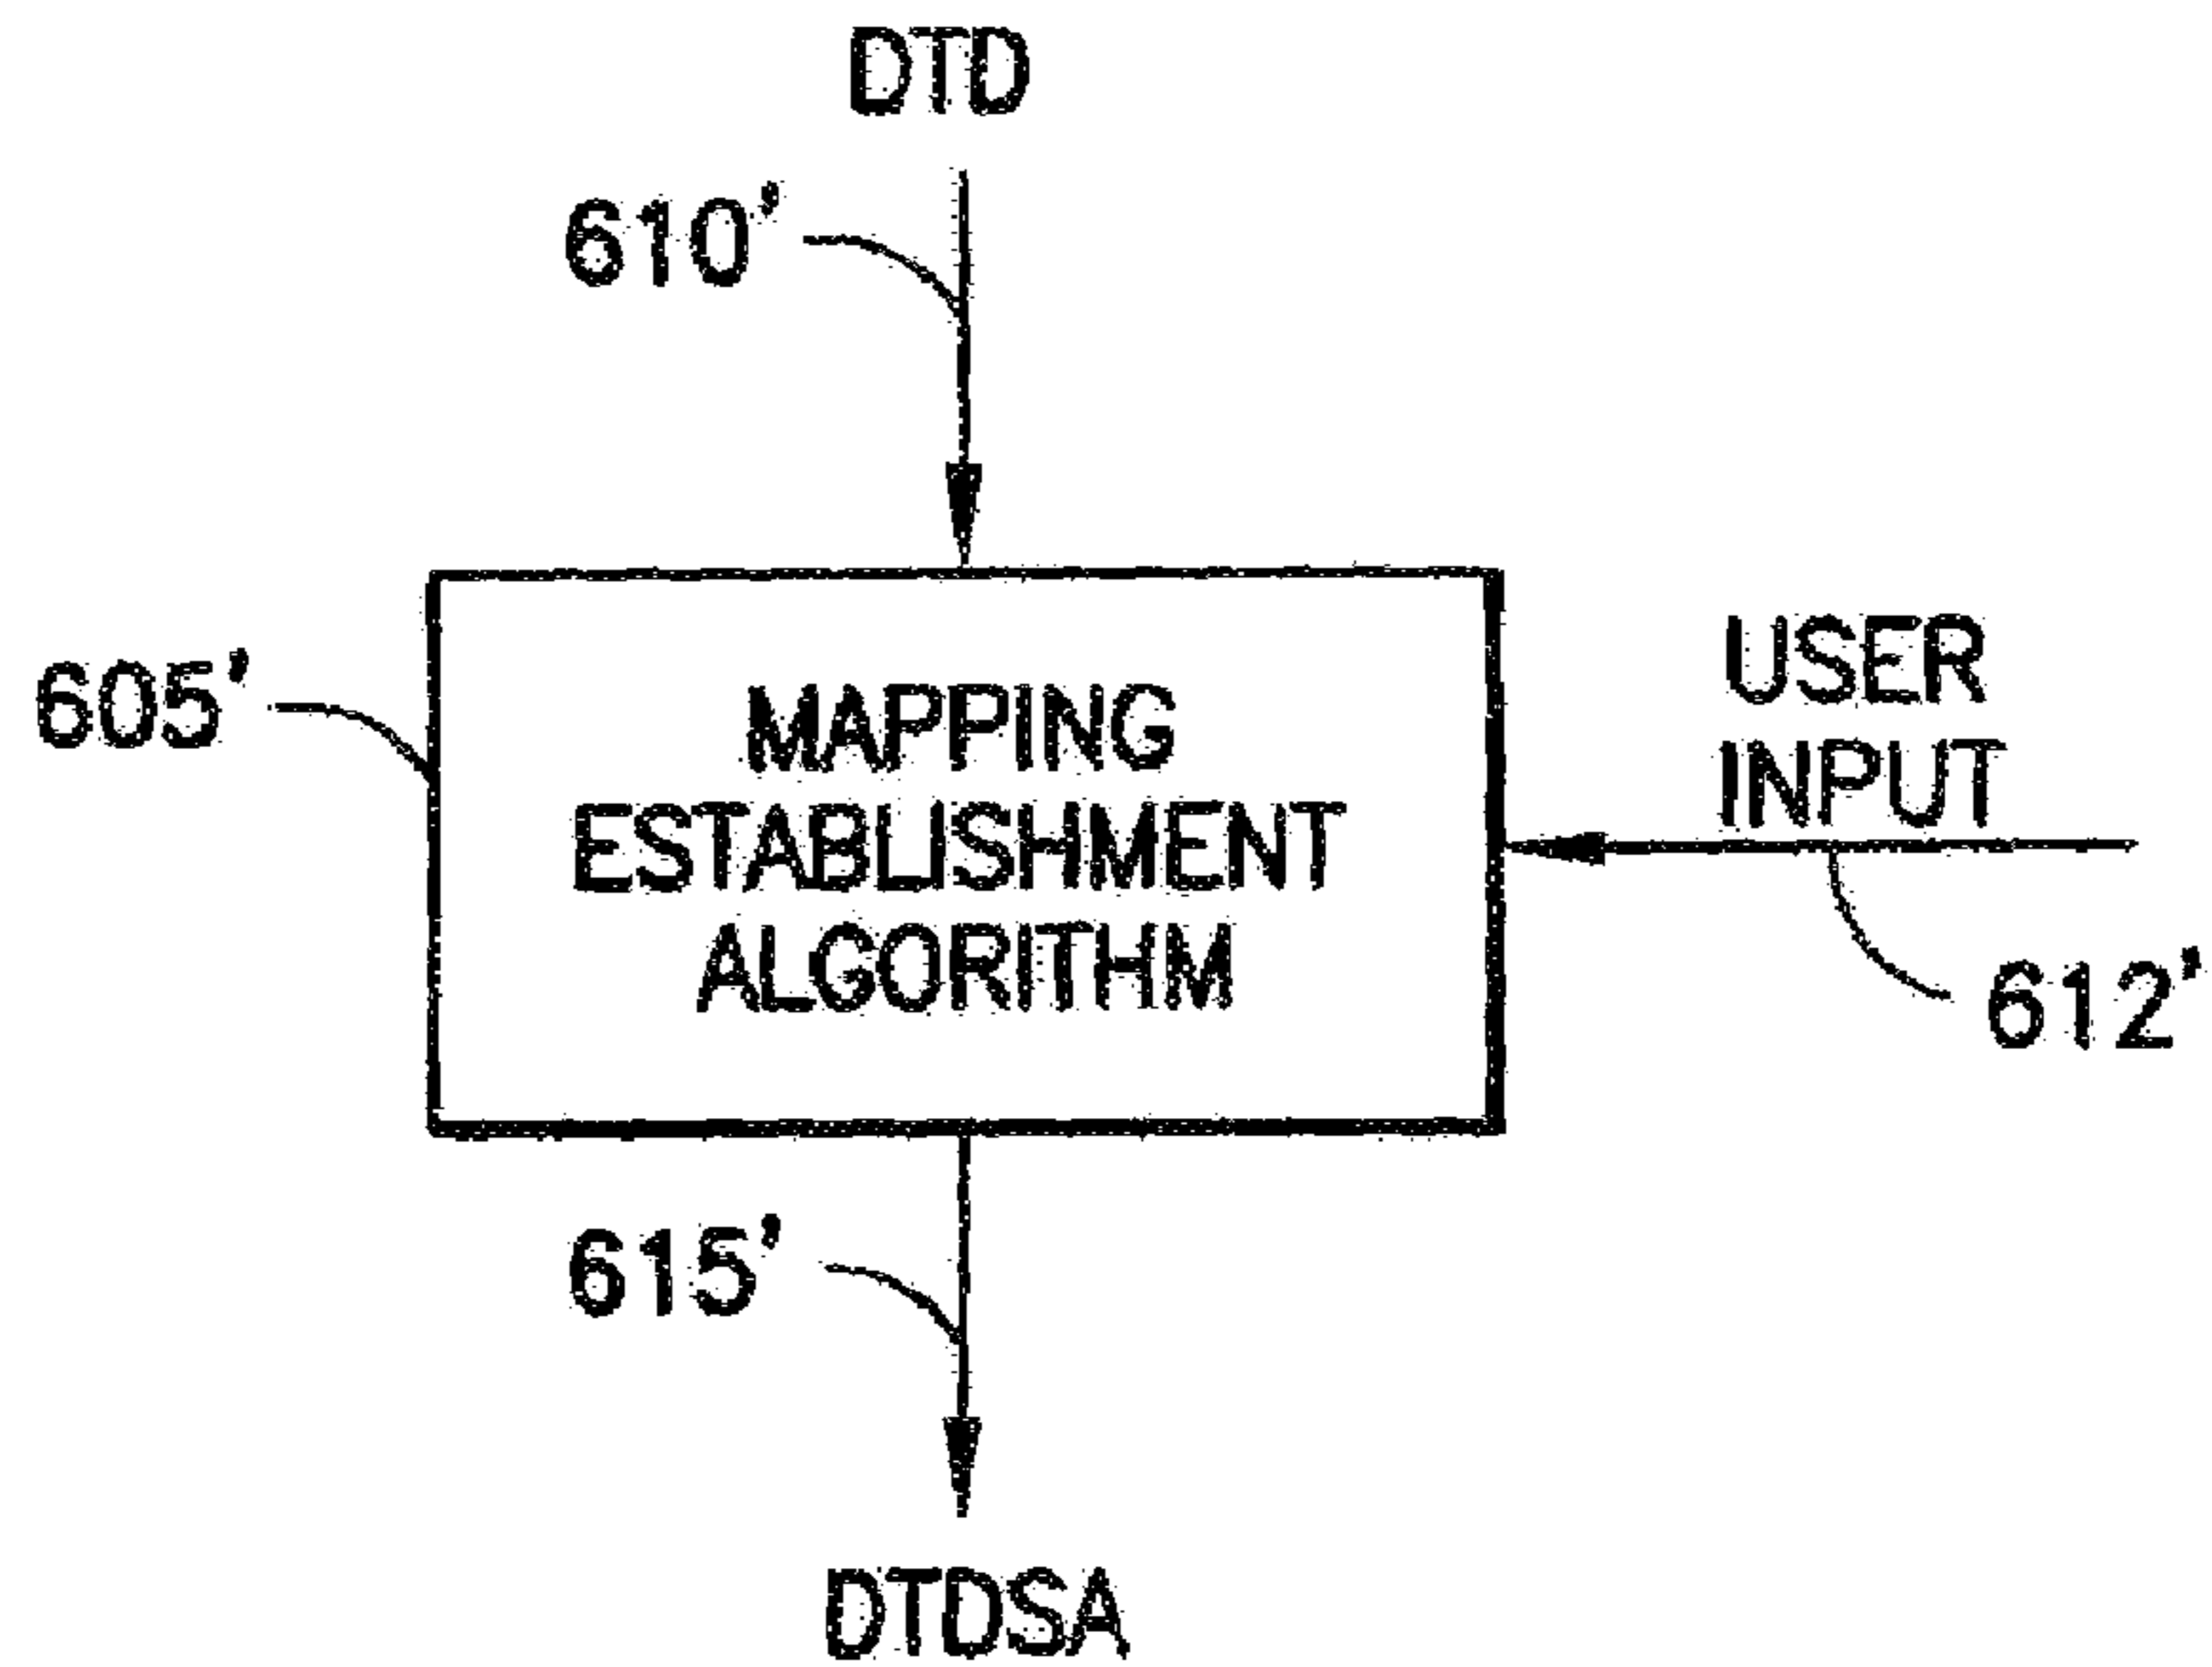 DTD
610'
605'
MAPPING
ESTABLISHMENT
ALGORITHM
USER
INPUT
612'
615'
DTDSA